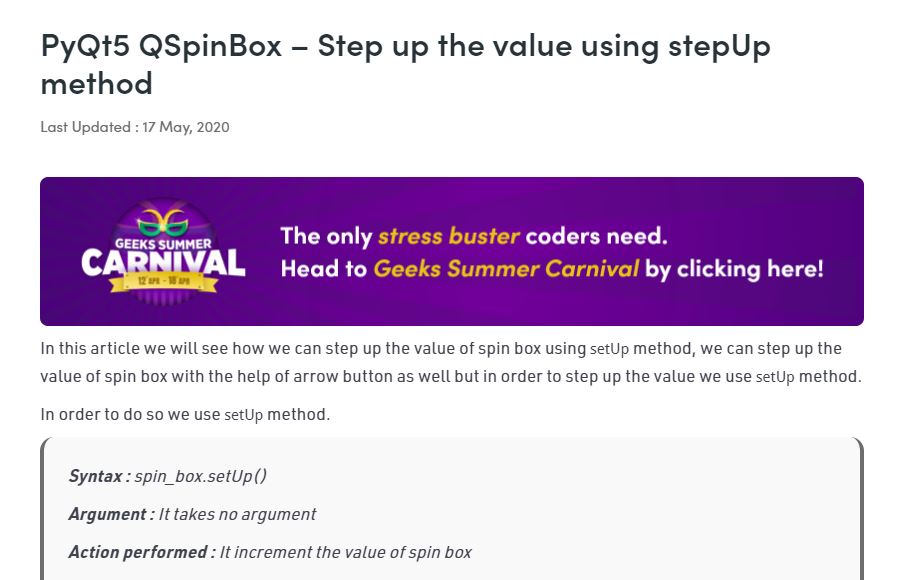 PyQt5 QSpinBox – Step up the value using stepUp
method
Last Updated : 17 May, 2020
GEEKS SUMMER
CARNIVAL
12 APR - 18 APR
The only stress buster coders need.
Head to Geeks Summer Carnival by clicking here!
In this article we will see how we can step up the value of spin box using setUp method, we can step up the
value of spin box with the help of arrow button as well but in order to step up the value we use setUp method.
In order to do so we use setUp method.
Syntax : spin_box.setUp()
Argument : It takes no argument
Action performed : It increment the value of spin box